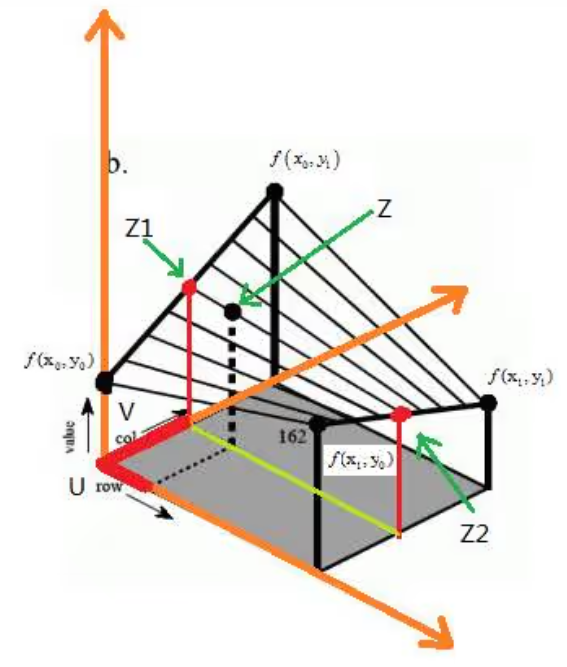 b.
f(x₀, y₁)
Z1
Z
f(x₀, y₀)
f(x₁, y₁)
V
value
col
162
f(x₁, y₀)
U
row
Z2